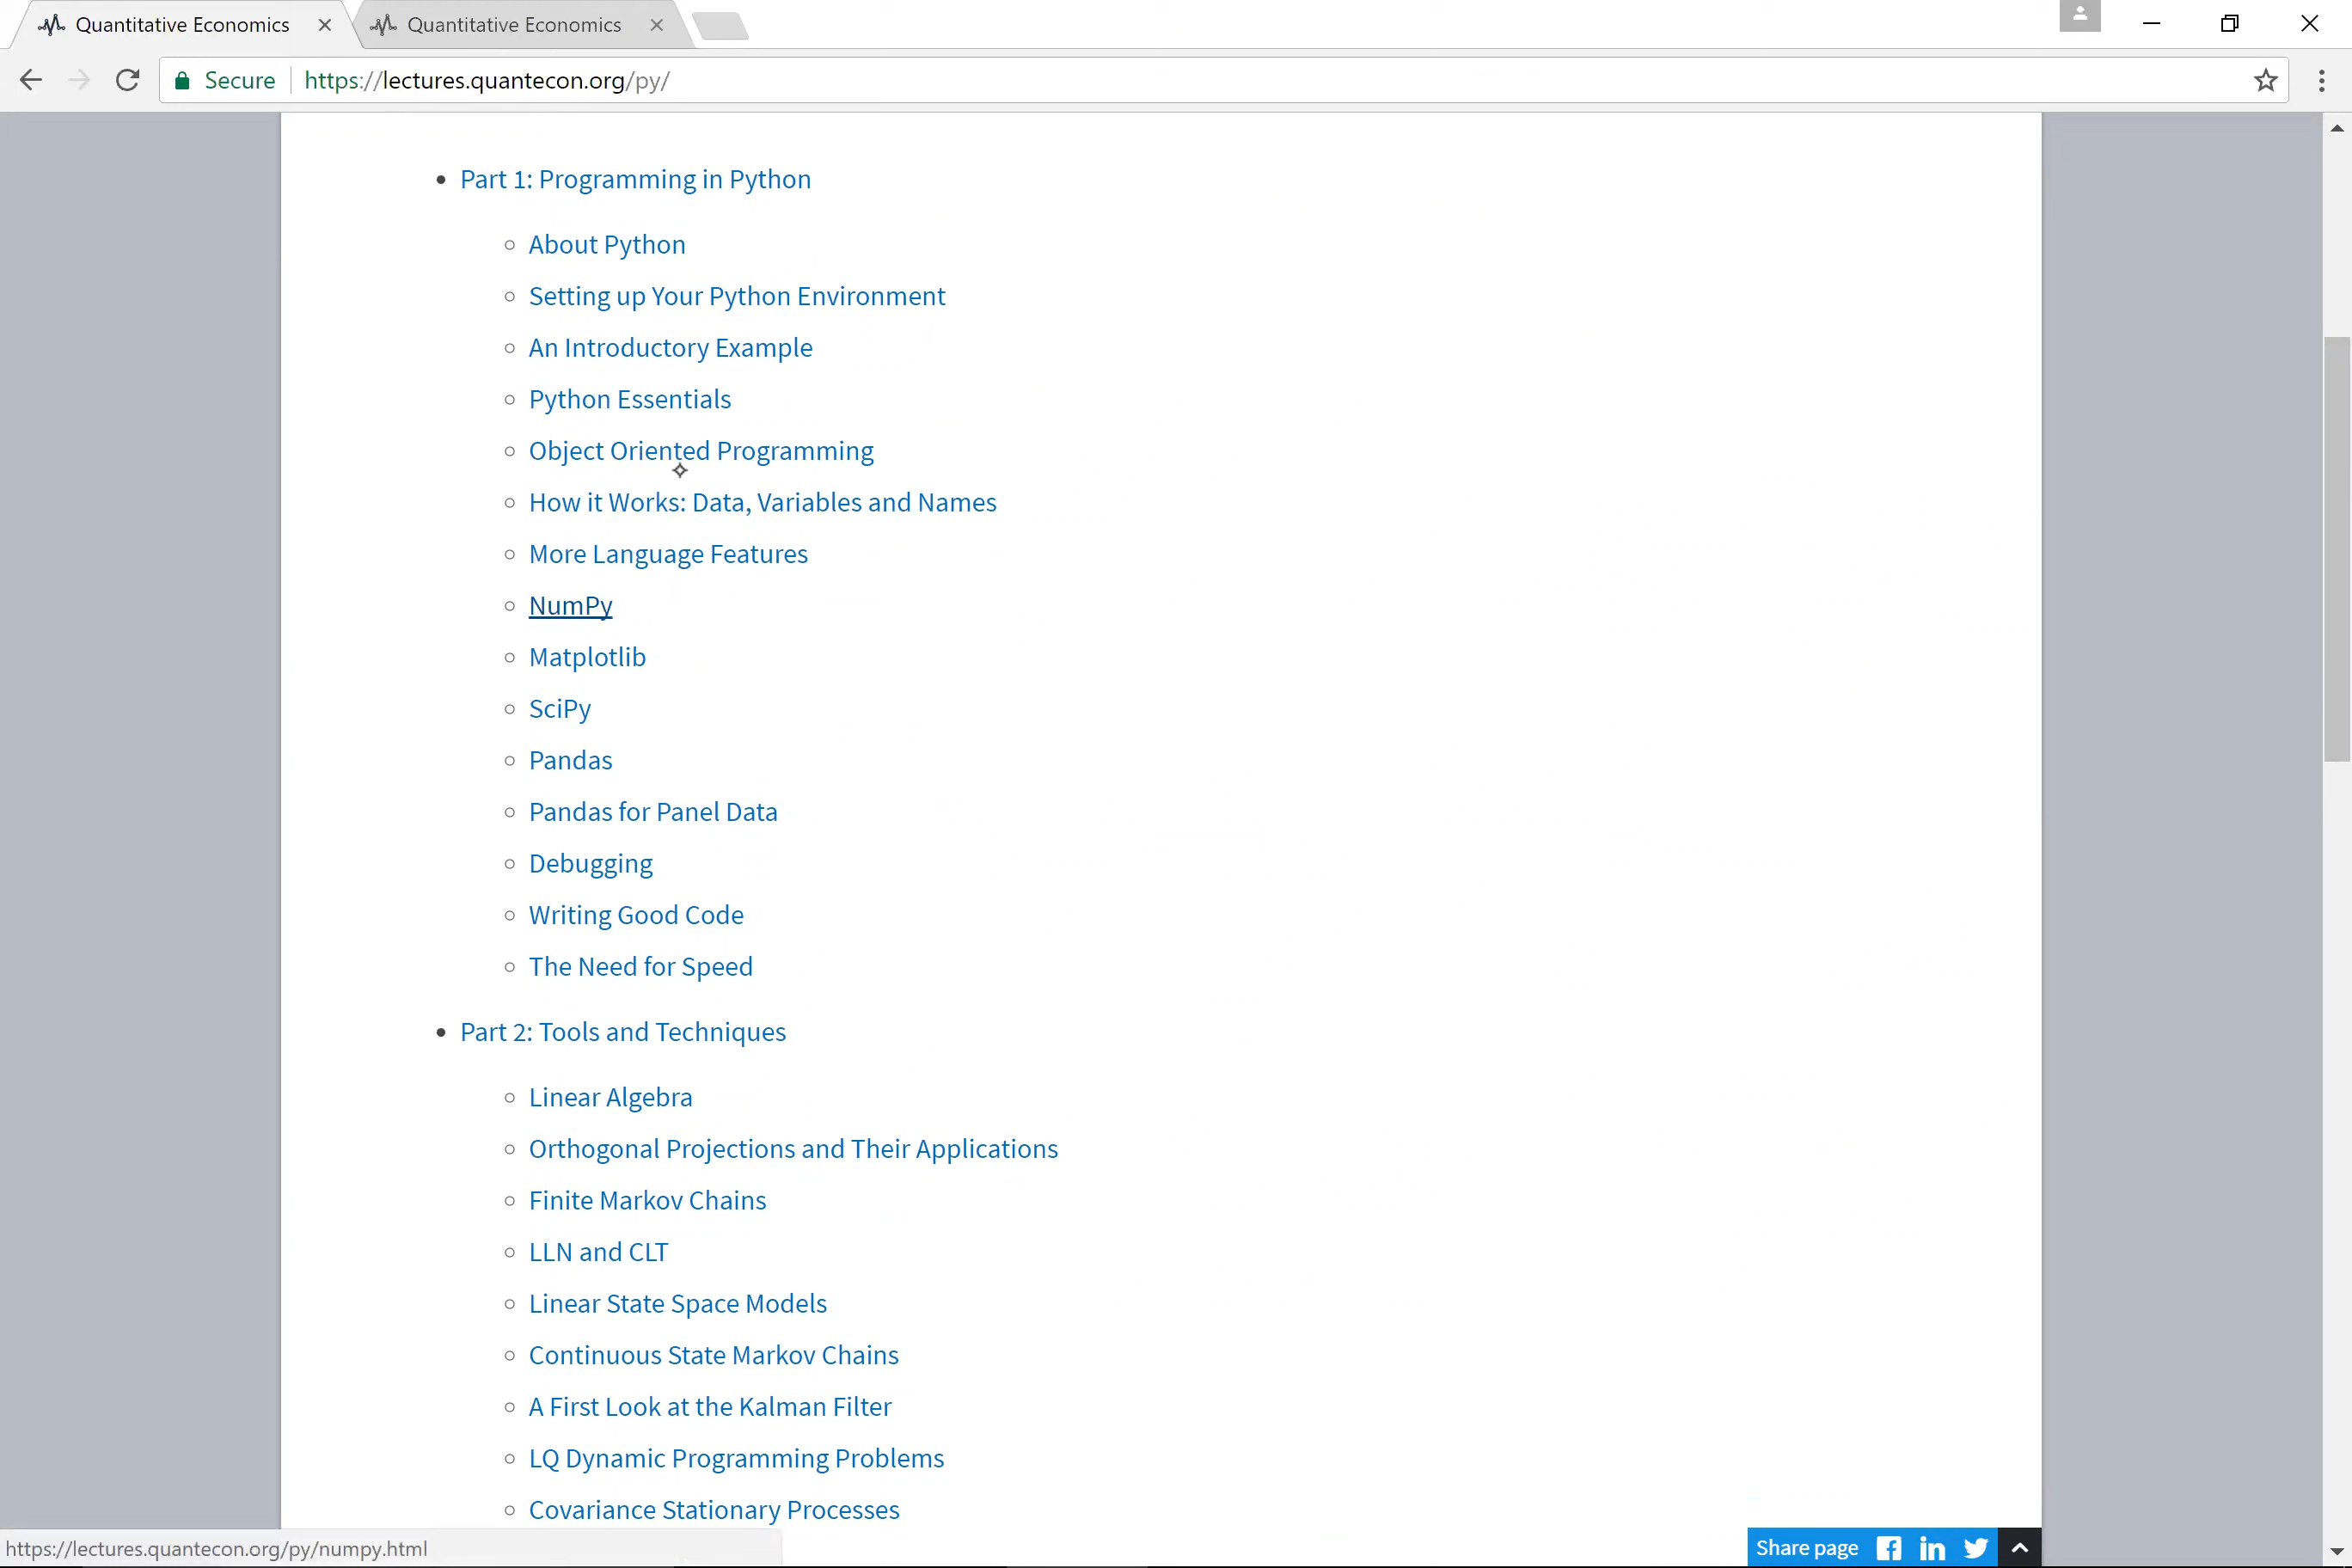 Quantitative Economics
Quantitative Economics
Secure https://lectures.quantecon.org/py/
Part 1: Programming in Python
About Python
Setting up Your Python Environment
An Introductory Example
Python Essentials
Object Oriented Programming
How it Works: Data, Variables and Names
More Language Features
NumPy
Matplotlib
SciPy
Pandas
Pandas for Panel Data
Debugging
Writing Good Code
The Need for Speed
Part 2: Tools and Techniques
Linear Algebra
Orthogonal Projections and Their Applications
Finite Markov Chains
LLN and CLT
Linear State Space Models
Continuous State Markov Chains
A First Look at the Kalman Filter
LQ Dynamic Programming Problems
Covariance Stationary Processes
https://lectures.quantecon.org/py/numpy.html
Share page